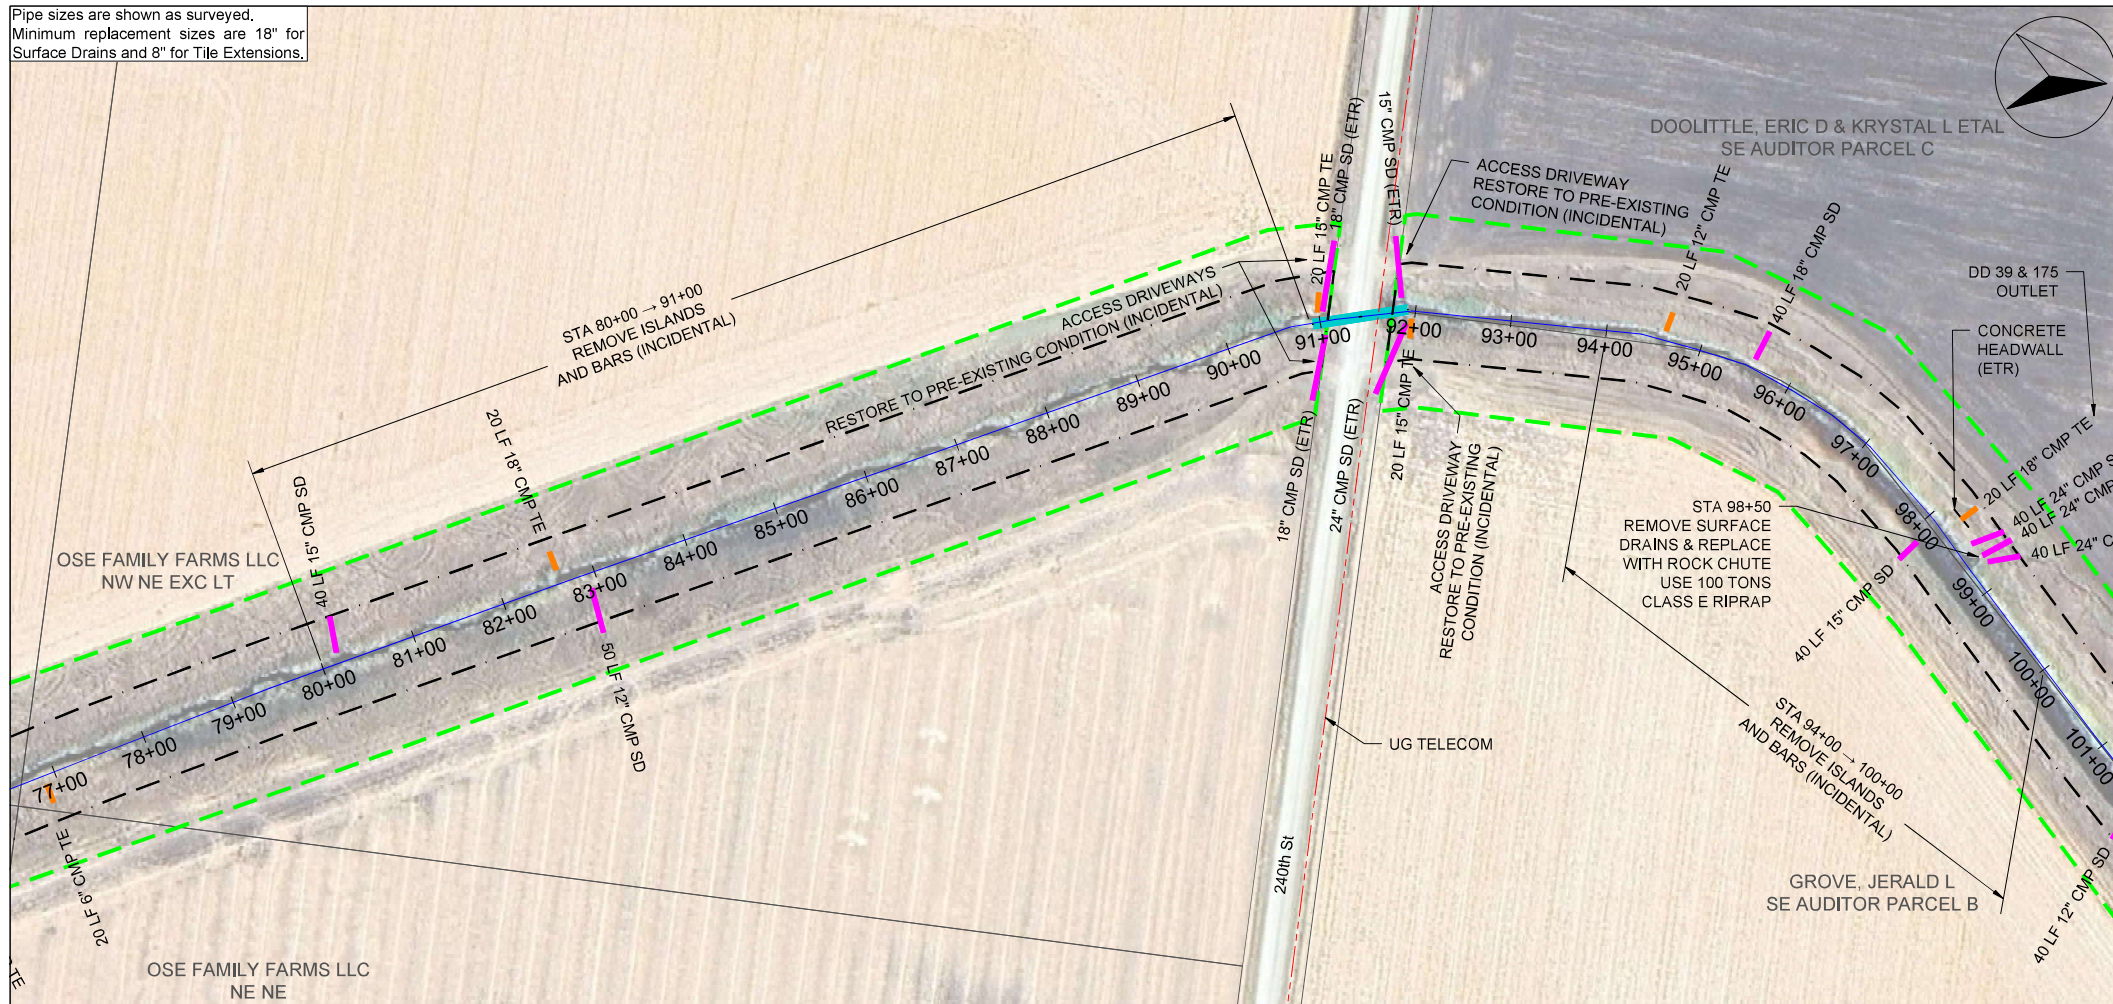 Pipe sizes are shown as surveyed.
Minimum replacement sizes are 18" for
Surface Drains and 8" for Tile Extensions.
STA 80+00 → 91+00
REMOVE ISLANDS
AND BARS (INCIDENTAL)
ACCESS DRIVEWAYS
RESTORE TO PRE-EXISTING CONDITION (INCIDENTAL)
20 LF 15" CMP TE
18" CMP SD (ETR)
15" CMP SD (ETR)
ACCESS DRIVEWAY
RESTORE TO PRE-EXISTING
CONDITION (INCIDENTAL)
DOOLITTLE, ERIC D & KRYSTAL L ETAL
SE AUDITOR PARCEL C
20 LF 12" CMP TE
40 LF 18" CMP SD
DD 39 & 175
OUTLET
CONCRETE
HEADWALL
(ETR)
20 LF 18" CMP TE
40 LF 24" CMP S
40 LF 24" CMP
40 LF 24" C
STA 98+50
REMOVE SURFACE
DRAINS & REPLACE
WITH ROCK CHUTE
USE 100 TONS
CLASS E RIPRAP
40 LF 15" CMP SD
OSE FAMILY FARMS LLC
NW NE EXC LT
40 LF 15" CMP SD
20 LF 18" CMP TE
50 LF 12" CMP SD
18" CMP SD (ETR)
24" CMP SD (ETR)
20 LF 15" CMP TE
ACCESS DRIVEWAY
RESTORE TO PRE-EXISTING
CONDITION (INCIDENTAL)
77+00
78+00
79+00
80+00
81+00
82+00
83+00
84+00
85+00
86+00
87+00
88+00
89+00
90+00
91+00
92+00
93+00
94+00
95+00
96+00
97+00
98+00
99+00
100+00
101+00
UG TELECOM
STA 94+00 → 100+00
REMOVE ISLANDS
AND BARS (INCIDENTAL)
GROVE, JERALD L
SE AUDITOR PARCEL B
40 LF 12" CMP SD
240th St
20 LF 6" CMP TE
TE
OSE FAMILY FARMS LLC
NE NE